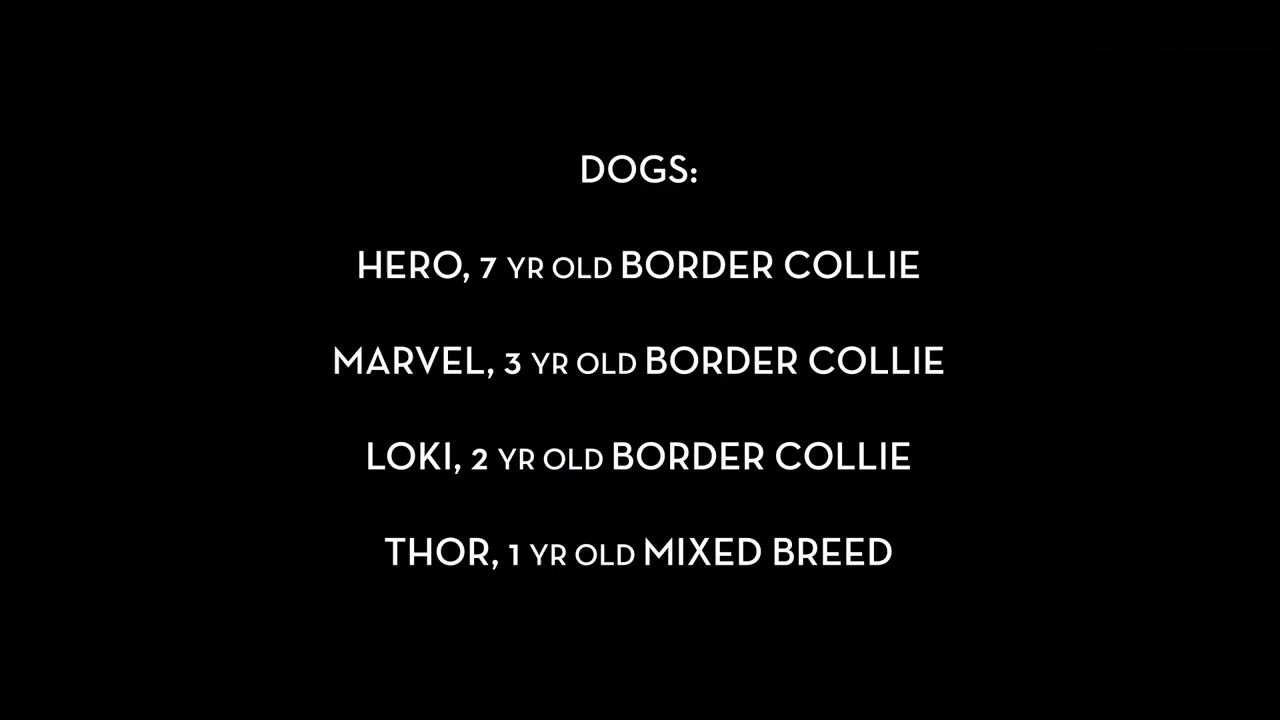 DOGS:
HERO, 7 YR OLD BORDER COLLIE
MARVEL, 3 YR OLD BORDER COLLIE
LOKI, 2 YR OLD BORDER COLLIE
THOR, 1 YR OLD MIXED BREED